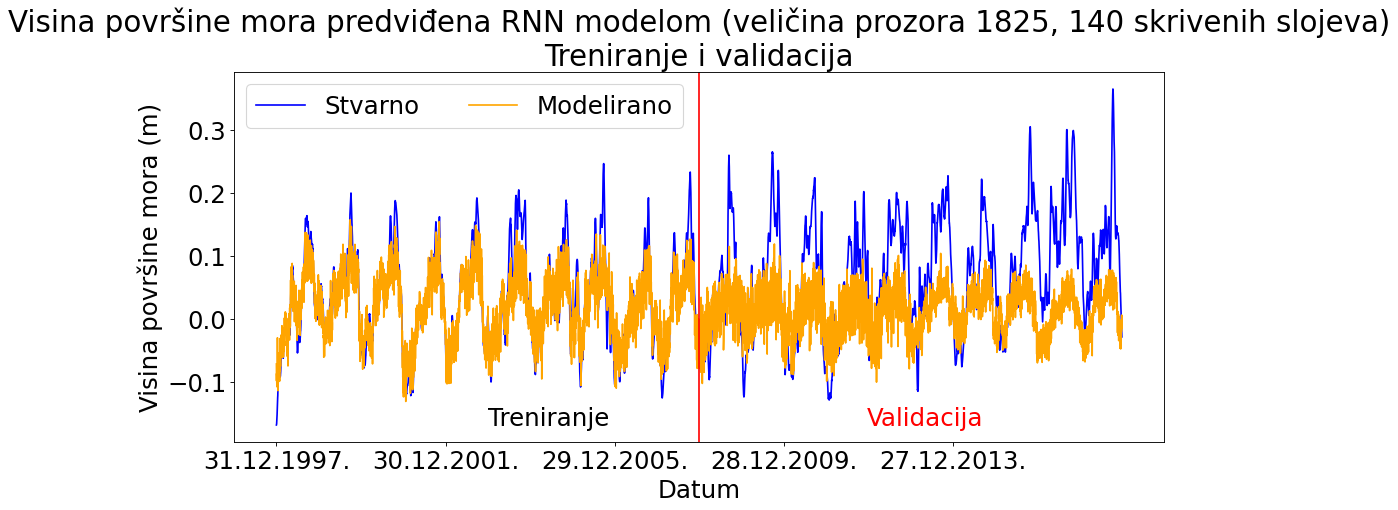 Visina površine mora predviđena RNN modelom (veličina prozora 1825, 140 skrivenih slojeva)
Treniranje i validacija
Stvarno
Modelirano
Visina površine mora (m)
0.3
0.2
0.1
0.0
−0.1
Treniranje
Validacija
31.12.1997.
30.12.2001.
29.12.2005.
28.12.2009.
27.12.2013.
Datum